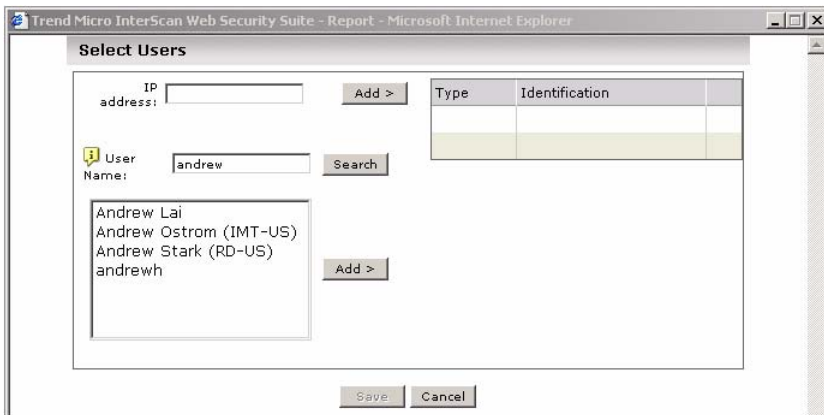 Trend Micro InterScan Web Security Suite - Report - Microsoft Internet Explorer
Select Users
IP address:
Add >
Type Identification
User Name:
andrew
Search
Andrew Lai
Andrew Ostrom (IMT-US)
Andrew Stark (RD-US)
andrewh
Add >
Save Cancel